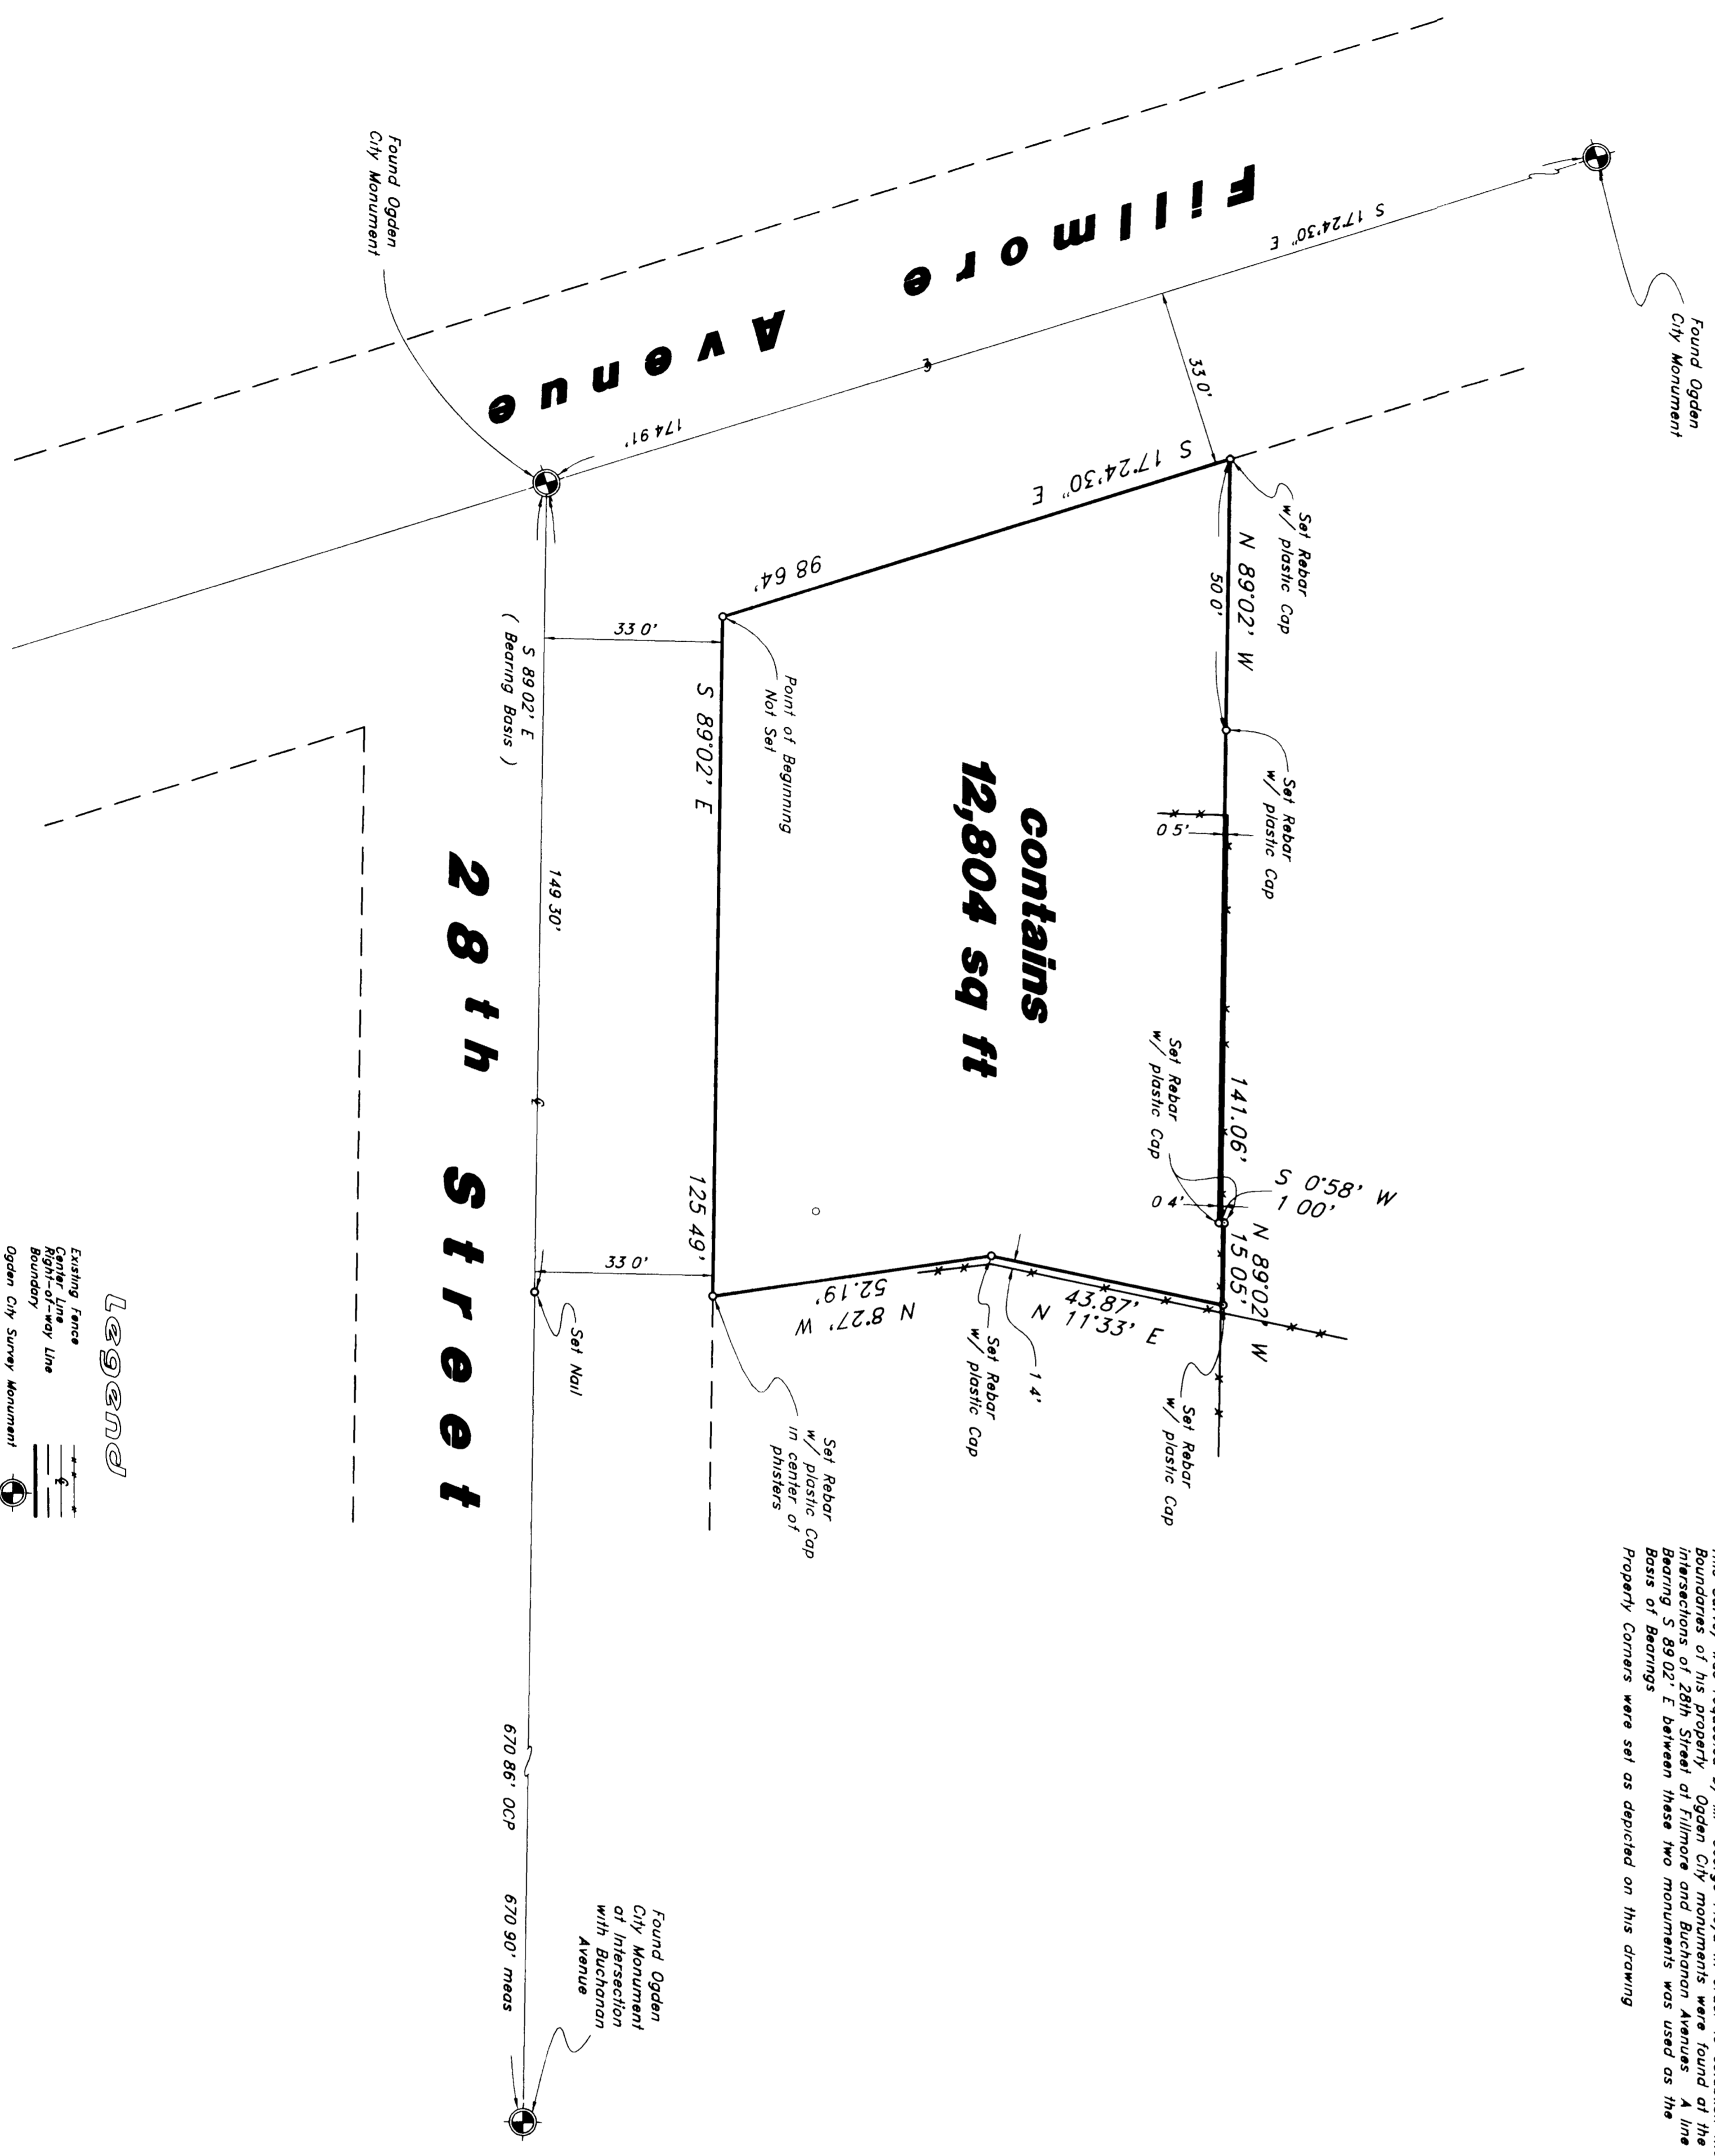 Found Ogden
City Monument
S 17°24'30" E
Fillmore Avenue
33 0'
174 91'
Found Ogden
City Monument
S 17°24'30" E
98 64'
Set Rebar
w/ plastic Cap
N 89°02' W
50 0'
Set Rebar
w/ plastic Cap
0 5'
141.06'
Set Rebar
w/ plastic Cap
0 4'
S 0°58' W
1 00'
N 89°02' W
15 05'
Set Rebar
w/ plastic Cap
contains
12,804 sq ft
43.87'
N 11°33' E
1 4'
Set Rebar
w/ plastic Cap
52.19'
N 8°27' W
Point of Beginning
Not Set
S 89°02' E
125 49'
Set Rebar
w/ plastic Cap
in center of
phisters
33 0'
33 0'
S 89 02' E
( Bearing Basis )
149 30'
Set Nail
28th Street
670 86' OCP
670 90' meas
Found Ogden
City Monument
at Intersection
with Buchanan
Avenue
Boundaries of his property Ogden City monuments were found at the
intersections of 28th Street at Fillmore and Buchanan Avenues A line
Bearing S 89 02' E between these two monuments was used as the
Basis of Bearings
Property Corners were set as depicted on this drawing
Legend
Existing Fence
Center Line
Right-of-way Line
Boundary
Ogden City Survey Monument